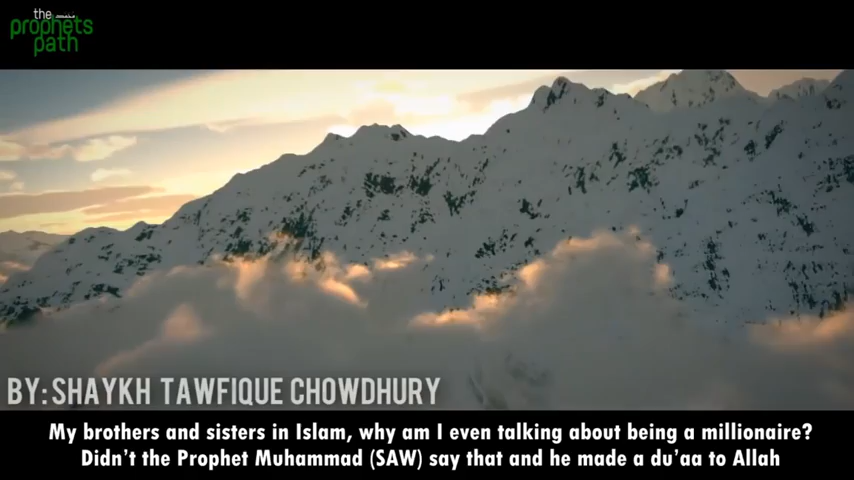 the
prophets
path
BY: SHAYKH TAWFIQUE CHOWDHURY
My brothers and sisters in Islam, why am I even talking about being a millionaire?
Didn't the Prophet Muhammad (SAW) say that and he made a du'aa to Allah